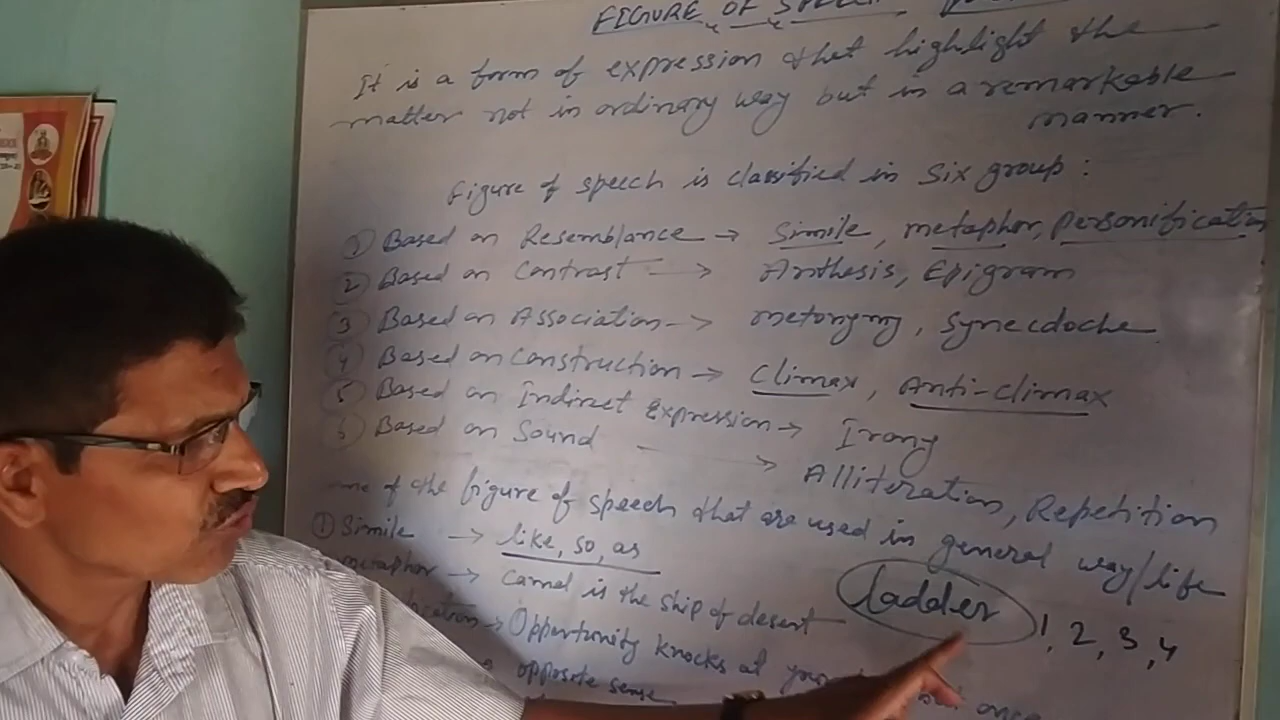 FIGURE OF SPEECH
It is a form of expression that highlight the
matter not in ordinary way but in a remarkable
manner.
Figure of speech is classified in Six group :
① Based on Resemblance → Simile, metaphor, Personification
② Based on Contrast → Anthesis, Epigram
③ Based on Association → metonymy, Synecdoche
④ Based on Construction → Climax, Anti-climax
⑤ Based on Indirect Expression → Irony
⑥ Based on Sound → Alliteration, Repetition
of the figure of speech that are used in general way/life
① Simile → like, so, as
metaphor → Camel is the ship of desert
→ Opportunity knocks at your once
opposite sense
Ladder
1, 2, 3, 4